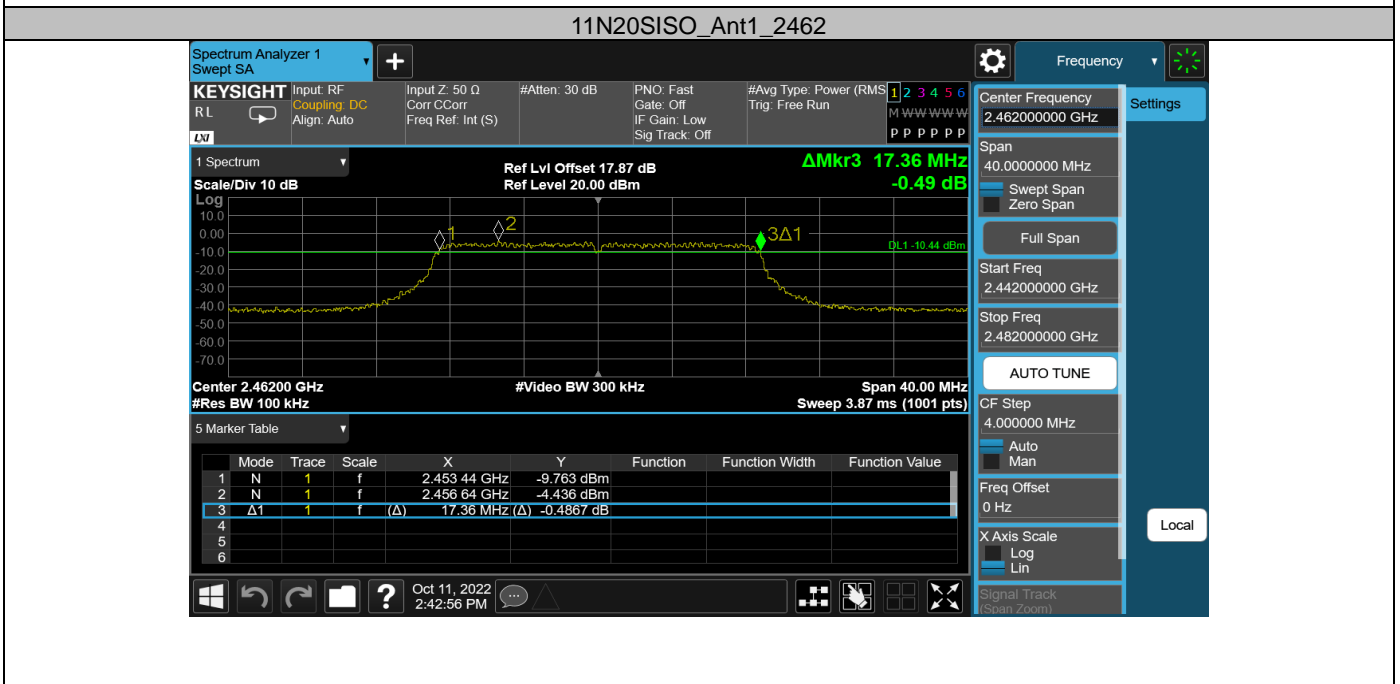 11N20SISO_Ant1_2462
Spectrum Analyzer 1
Swept SA
Frequency
KEYSIGHT
RL
LXI
Input: RF
Coupling: DC
Align: Auto
Input Z: 50 Ω
Corr CCorr
Freq Ref: Int (S)
#Atten: 30 dB
PNO: Fast
Gate: Off
IF Gain: Low
Sig Track: Off
#Avg Type: Power (RMS
Trig: Free Run
1 2 3 4 5 6
M W W W W W
P P P P P P
1 Spectrum
Scale/Div 10 dB
Ref Lvl Offset 17.87 dB
Ref Level 20.00 dBm
ΔMkr3 17.36 MHz
-0.49 dB
Log
10.0
0.00
-10.0
-20.0
-30.0
-40.0
-50.0
-60.0
-70.0
1
2
3Δ1
DL1 -10.44 dBm
Center 2.46200 GHz
#Video BW 300 kHz
Span 40.00 MHz
#Res BW 100 kHz
Sweep 3.87 ms (1001 pts)
5 Marker Table
Mode Trace Scale X Y Function Function Width Function Value
1 N 1 f 2.453 44 GHz -9.763 dBm
2 N 1 f 2.456 64 GHz -4.436 dBm
3 Δ1 1 f (Δ) 17.36 MHz (Δ) -0.4867 dB
4
5
6
Oct 11, 2022
2:42:56 PM
Center Frequency
2.462000000 GHz
Span
40.0000000 MHz
Swept Span
Zero Span
Full Span
Start Freq
2.442000000 GHz
Stop Freq
2.482000000 GHz
AUTO TUNE
CF Step
4.000000 MHz
Auto
Man
Freq Offset
0 Hz
X Axis Scale
Log
Lin
Signal Track
(Span Zoom)
Settings
Local